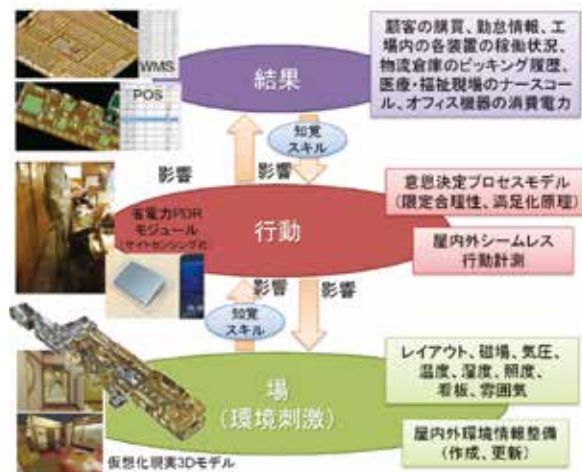 WMS
POS
結果
顧客の購買、勤怠情報、工
場内の各装置の稼働状況、
物流倉庫のピッキング履歴、
医療・福祉現場のナースコー
ル、オフィス機器の消費電力
知覚
スキル
影響
影響
省電力PDR
モジュール
(サイトセンシング社)
行動
意思決定プロセスモデル
(限定合理性、満足化原理)
屋内外シームレス
行動計測
影響
影響
知覚
スキル
場
(環境刺激)
レイアウト、磁場、気圧、
温度、湿度、照度、
看板、雰囲気
屋内外環境情報整備
(作成、更新)
仮想化現実3Dモデル